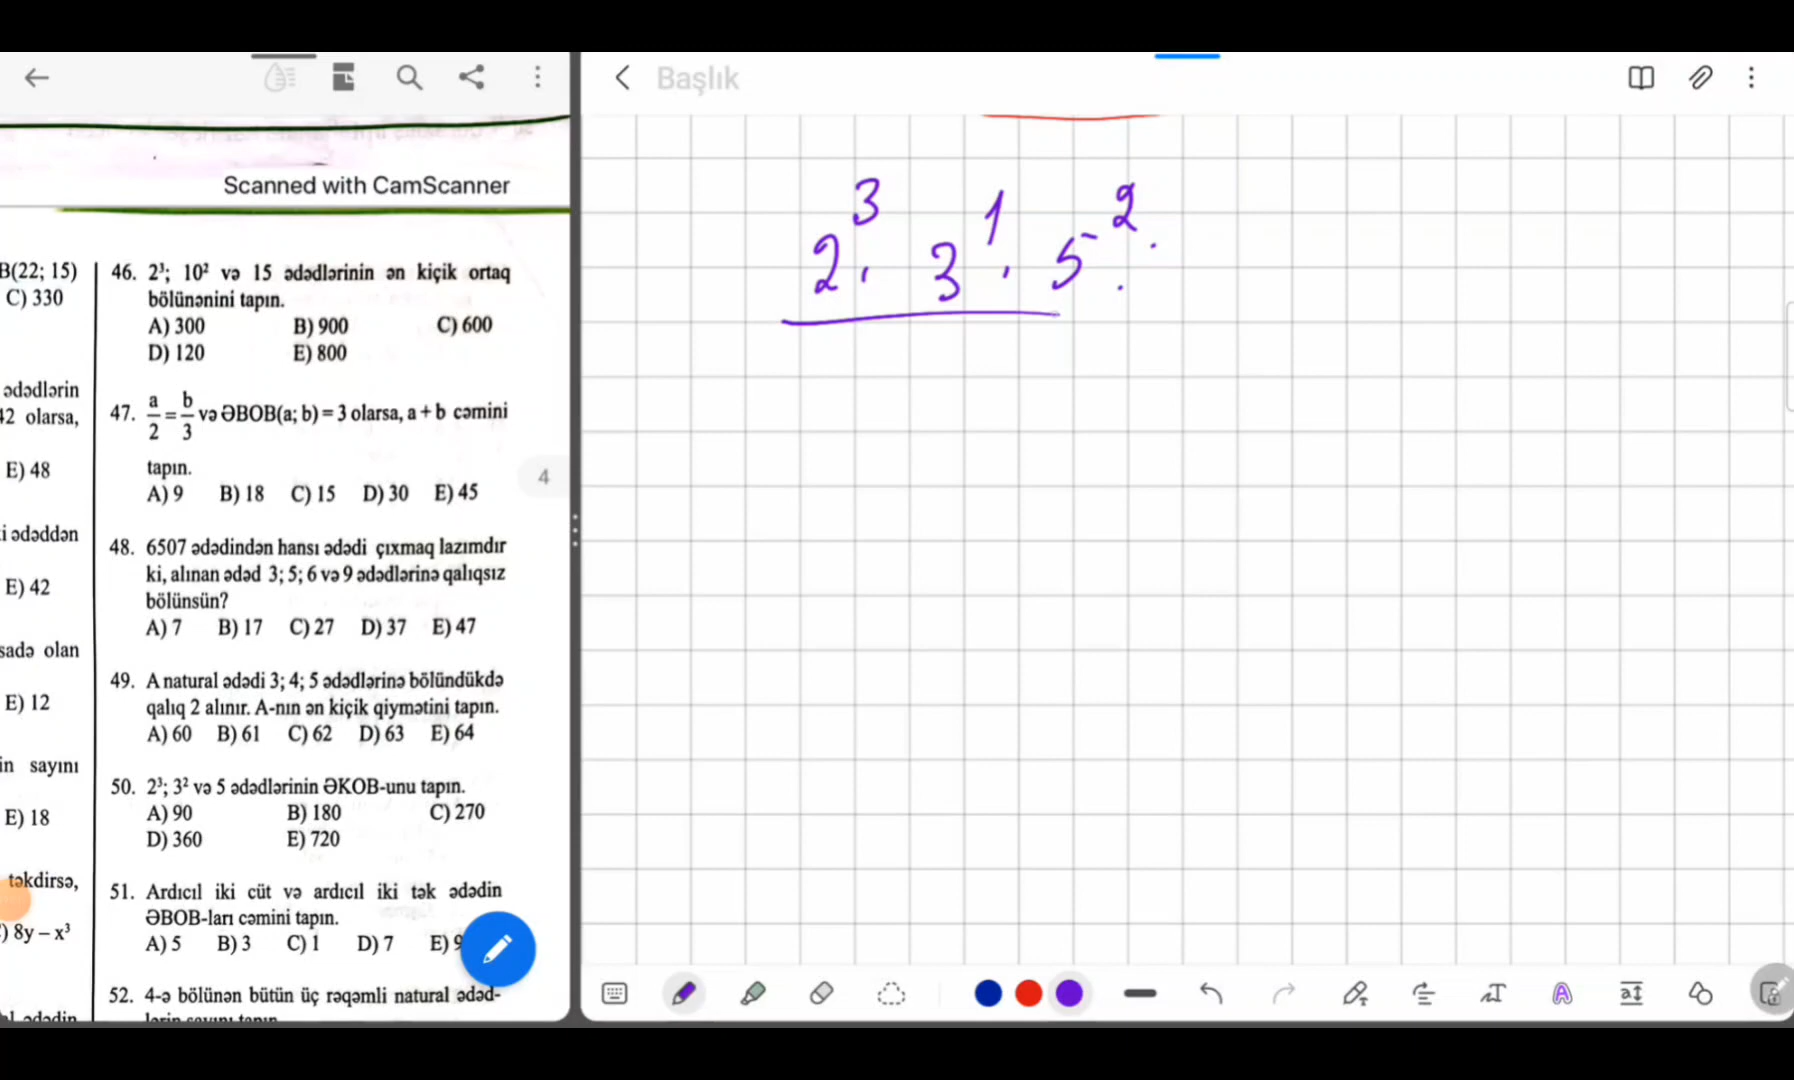 Başlık
Scanned with CamScanner
B(22; 15)
C) 330
ədədlərin
42 olarsa,
E) 48
i ədəddən
E) 42
sadə olan
E) 12
in sayını
E) 18
təkdirsə,
) 8y – x³
46. 2³; 10² və 15 ədədlərinin ən kiçik ortaq
bölünənini tapın.
A) 300 B) 900 C) 600
D) 120 E) 800
47. a/2 = b/3 və ƏBOB(a; b) = 3 olarsa, a + b cəmini
tapın.
A) 9 B) 18 C) 15 D) 30 E) 45
4
48. 6507 ədədindən hansı ədədi çıxmaq lazımdır
ki, alınan ədəd 3; 5; 6 və 9 ədədlərinə qalıqsız
bölünsün?
A) 7 B) 17 C) 27 D) 37 E) 47
49. A natural ədədi 3; 4; 5 ədədlərinə bölündükdə
qalıq 2 alınır. A-nın ən kiçik qiymətini tapın.
A) 60 B) 61 C) 62 D) 63 E) 64
50. 2³; 3² və 5 ədədlərinin ƏKOB-unu tapın.
A) 90 B) 180 C) 270
D) 360 E) 720
51. Ardıcıl iki cüt və ardıcıl iki tək ədədin
ƏBOB-ları cəmini tapın.
A) 5 B) 3 C) 1 D) 7 E) 9
52. 4-ə bölünən bütün üç rəqəmli natural ədəd-
2³ . 3¹ . 5² .